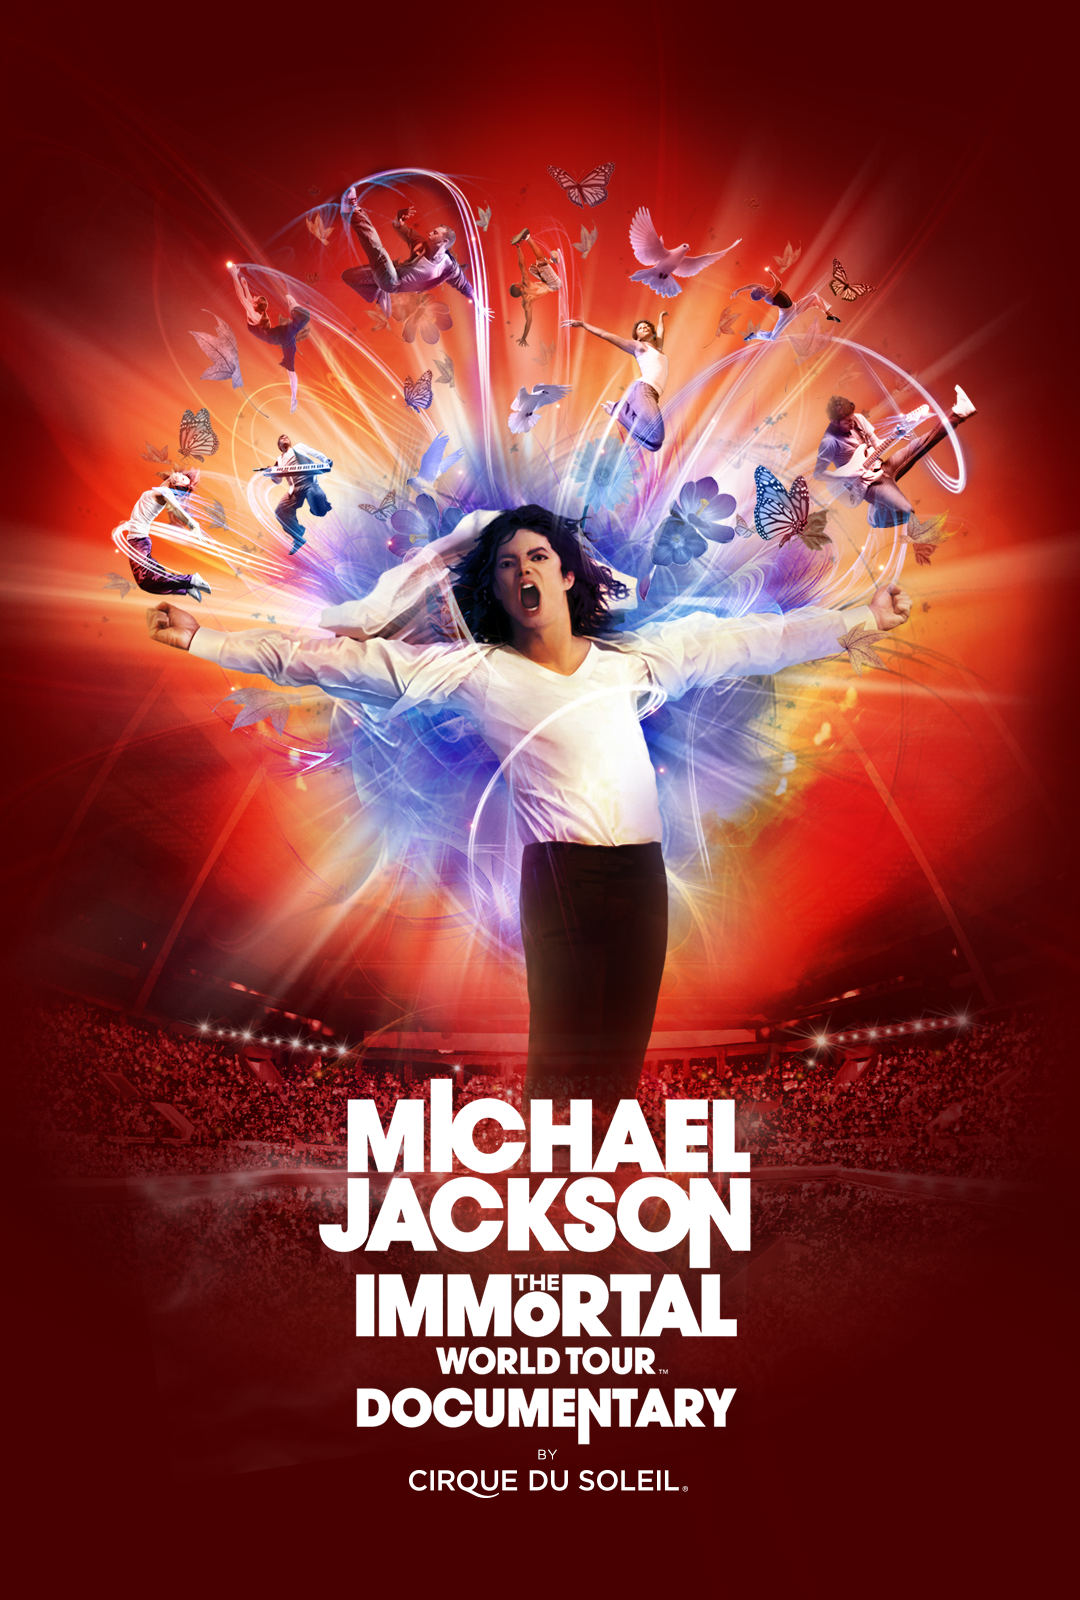 MICHAEL
JACKSON
THE
IMMORTAL
WORLD TOUR™
DOCUMENTARY
BY
CIRQUE DU SOLEIL®